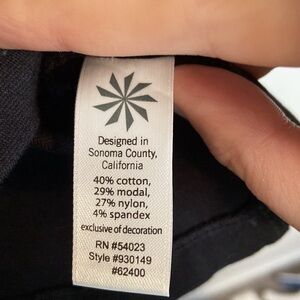 Designed in
Sonoma County,
California
40% cotton,
29% modal,
27% nylon,
4% spandex
exclusive of decoration
RN #54023
Style #930149
#62400